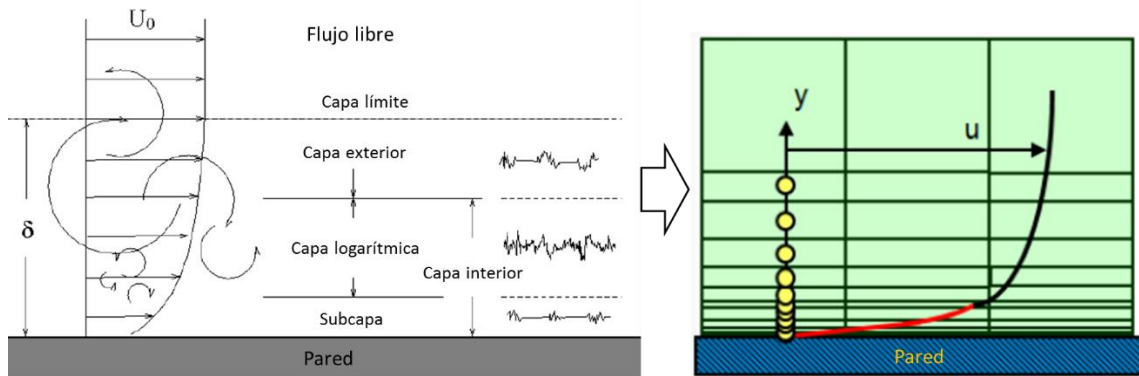 U₀
Flujo libre
Capa límite
Capa exterior
δ
Capa logarítmica
Capa interior
Subcapa
Pared
y
u
Pared